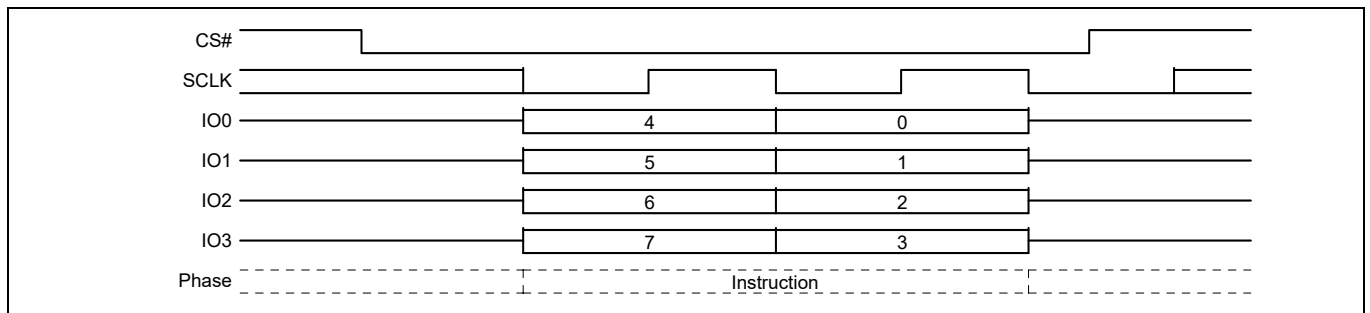 CS#
SCLK
IO0 4 0
IO1 5 1
IO2 6 2
IO3 7 3
Phase Instruction